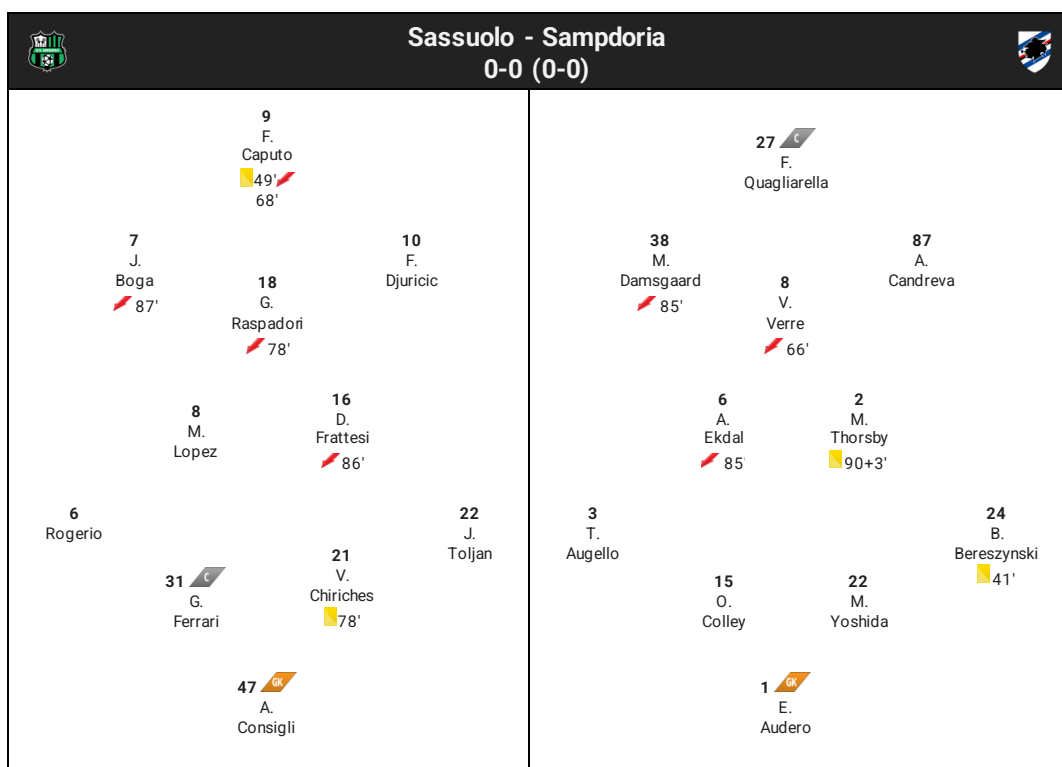 Sassuolo - Sampdoria
0-0 (0-0)
9
F.
Caputo
49'
68'
7
J.
Boga
87'
10
F.
Djuricic
18
G.
Raspadori
78'
8
M.
Lopez
16
D.
Frattesi
86'
6
Rogerio
22
J.
Toljan
21
V.
Chiriches
78'
31 C
G.
Ferrari
47 GK
A.
Consigli
27 C
F.
Quagliarella
38
M.
Damsgaard
85'
87
A.
Candreva
8
V.
Verre
66'
6
A.
Ekdal
85'
2
M.
Thorsby
90+3'
3
T.
Augello
24
B.
Bereszynski
41'
15
O.
Colley
22
M.
Yoshida
1 GK
E.
Audero